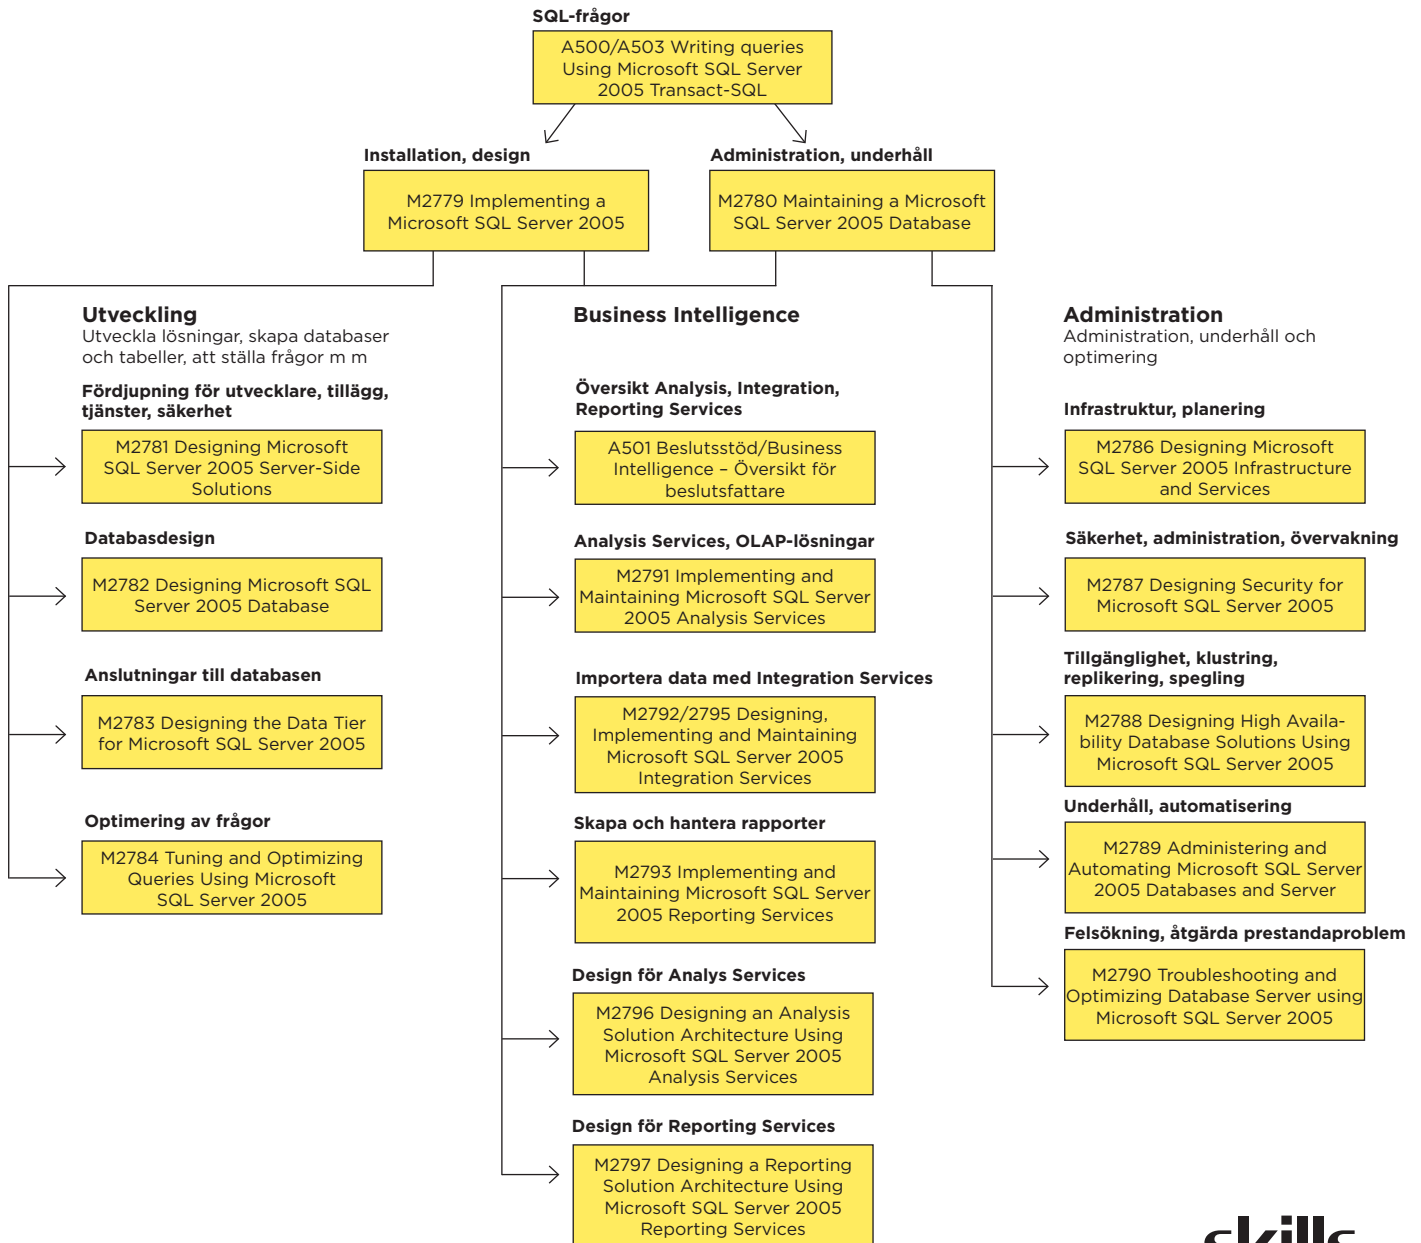 SQL-frågor
A500/A503 Writing queries
Using Microsoft SQL Server
2005 Transact-SQL
Installation, design
M2779 Implementing a
Microsoft SQL Server 2005
Administration, underhåll
M2780 Maintaining a Microsoft
SQL Server 2005 Database
Utveckling
Utveckla lösningar, skapa databaser
och tabeller, att ställa frågor m m
Fördjupning för utvecklare, tillägg,
tjänster, säkerhet
M2781 Designing Microsoft
SQL Server 2005 Server-Side
Solutions
Databasdesign
M2782 Designing Microsoft SQL
Server 2005 Database
Anslutningar till databasen
M2783 Designing the Data Tier
for Microsoft SQL Server 2005
Optimering av frågor
M2784 Tuning and Optimizing
Queries Using Microsoft
SQL Server 2005
Business Intelligence
Översikt Analysis, Integration,
Reporting Services
A501 Beslutsstöd/Business
Intelligence – Översikt för
beslutsfattare
Analysis Services, OLAP-lösningar
M2791 Implementing and
Maintaining Microsoft SQL Server
2005 Analysis Services
Importera data med Integration Services
M2792/2795 Designing,
Implementing and Maintaining
Microsoft SQL Server 2005
Integration Services
Skapa och hantera rapporter
M2793 Implementing and
Maintaining Microsoft SQL Server
2005 Reporting Services
Design för Analys Services
M2796 Designing an Analysis
Solution Architecture Using
Microsoft SQL Server 2005
Analysis Services
Design för Reporting Services
M2797 Designing a Reporting
Solution Architecture Using
Microsoft SQL Server 2005
Reporting Services
Administration
Administration, underhåll och
optimering
Infrastruktur, planering
M2786 Designing Microsoft
SQL Server 2005 Infrastructure
and Services
Säkerhet, administration, övervakning
M2787 Designing Security for
Microsoft SQL Server 2005
Tillgänglighet, klustring,
replikering, spegling
M2788 Designing High Availa-
bility Database Solutions Using
Microsoft SQL Server 2005
Underhåll, automatisering
M2789 Administering and
Automating Microsoft SQL Server
2005 Databases and Server
Felsökning, åtgärda prestandaproblem
M2790 Troubleshooting and
Optimizing Database Server using
Microsoft SQL Server 2005
skills